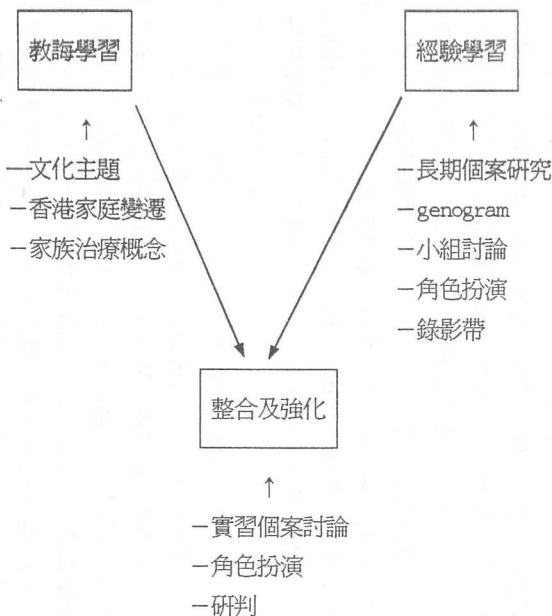 教誨學習
↑
—文化主題
—香港家庭變遷
—家族治療概念
經驗學習
↑
—長期個案研究
—genogram
—小組討論
—角色扮演
—錄影帶
整合及強化
↑
—實習個案討論
—角色扮演
—研判